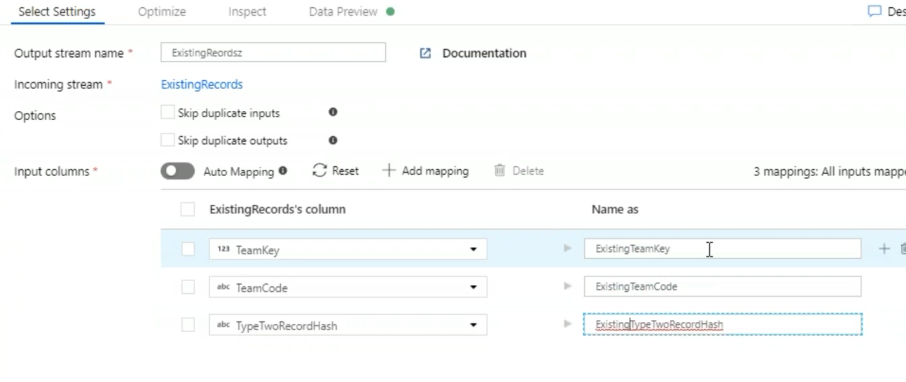 Select Settings Optimize Inspect Data Preview Des
Output stream name * ExistingReordsz Documentation
Incoming stream * ExistingRecords
Options Skip duplicate inputs
Skip duplicate outputs
Input columns * Auto Mapping Reset + Add mapping Delete 3 mappings: All inputs mappe
ExistingRecords's column Name as
123 TeamKey ExistingTeamKey
abc TeamCode ExistingTeamCode
abc TypeTwoRecordHash ExistingTypeTwoRecordHash